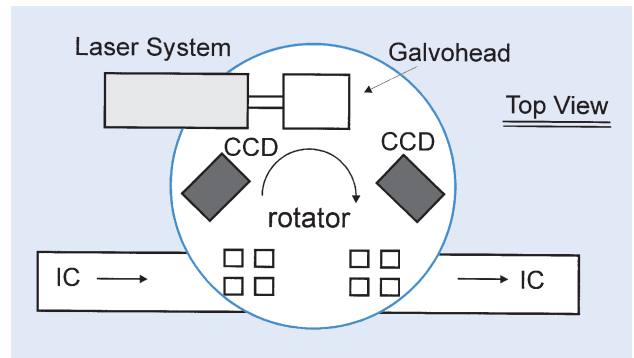 Laser System
Galvohead
Top View
CCD
CCD
rotator
IC
IC